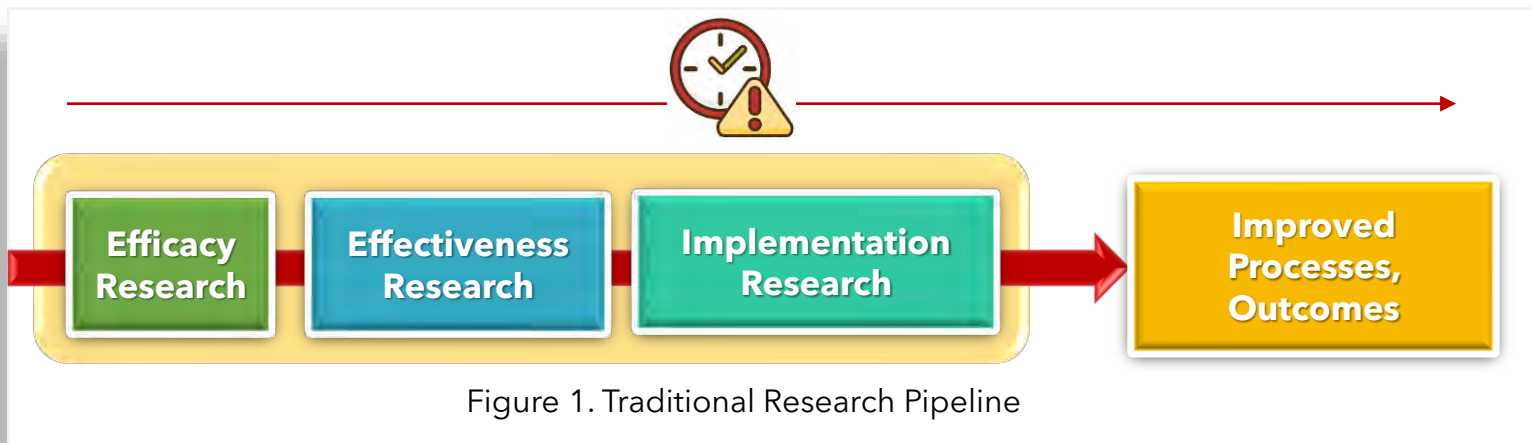 Efficacy
Research
Effectiveness
Research
Implementation
Research
Improved
Processes,
Outcomes
Figure 1. Traditional Research Pipeline